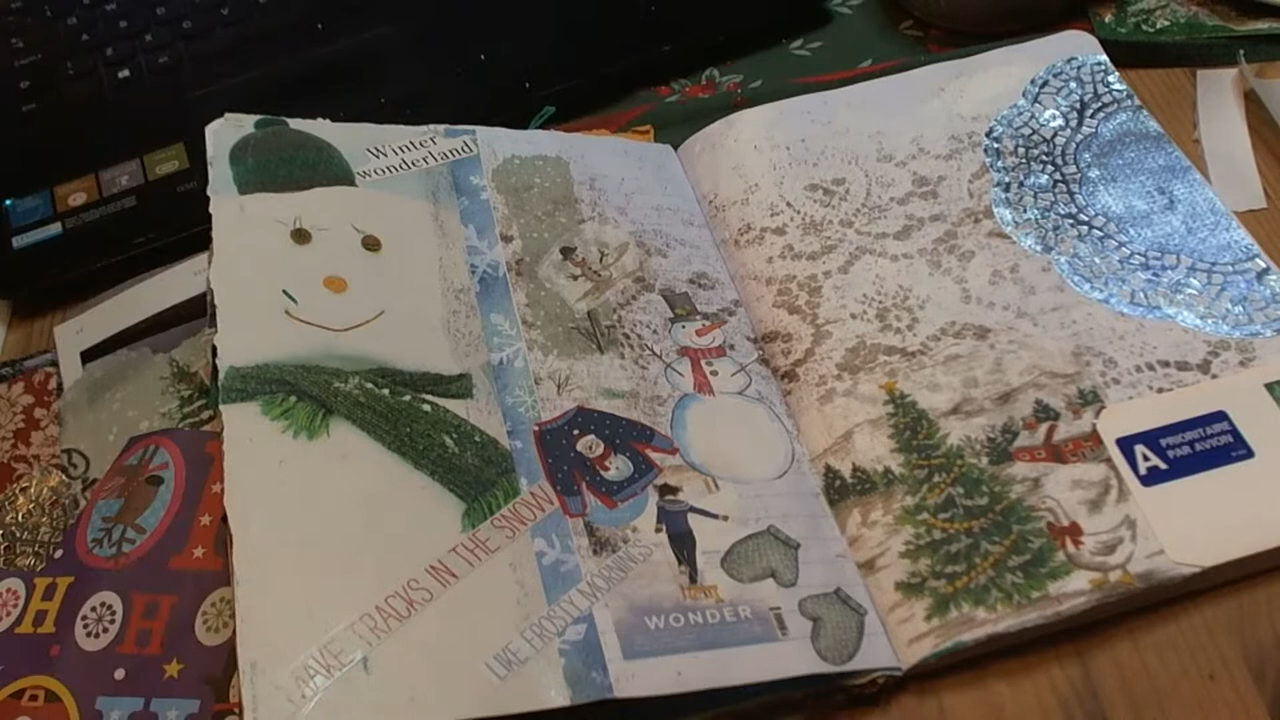 Winter
wonderland
MAKE TRACKS IN THE SNOW
LIKE FROSTY MORNINGS
WONDER
A PRIORITAIRE
PAR AVION
H H